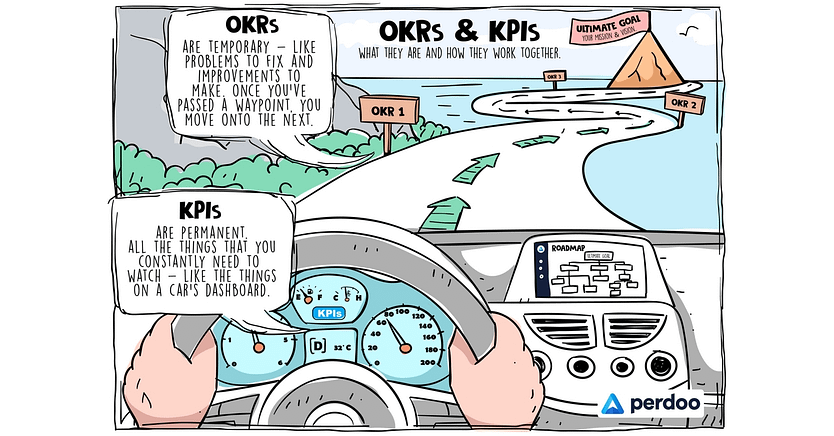 OKRs
ARE TEMPORARY – LIKE
PROBLEMS TO FIX AND
IMPROVEMENTS TO
MAKE. ONCE YOU'VE
PASSED A WAYPOINT, YOU
MOVE ONTO THE NEXT.
OKRs & KPIs
WHAT THEY ARE AND HOW THEY WORK TOGETHER.
ULTIMATE GOAL
YOUR MISSION & VISION
OKR 3
OKR 2
OKR 1
KPIs
ARE PERMANENT.
ALL THE THINGS THAT YOU
CONSTANTLY NEED TO
WATCH – LIKE THE THINGS
ON A CAR'S DASHBOARD.
ROADMAP
ULTIMATE GOAL
E F C H
KPIs
1 5
[D] 32°C
20 40 60 80 100 120 140 160 180 200
perdoo